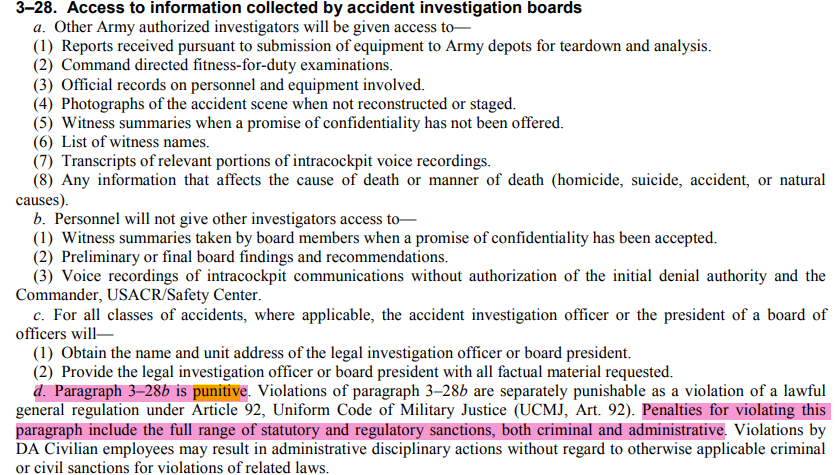 3–28. Access to information collected by accident investigation boards
a. Other Army authorized investigators will be given access to—
(1) Reports received pursuant to submission of equipment to Army depots for teardown and analysis.
(2) Command directed fitness-for-duty examinations.
(3) Official records on personnel and equipment involved.
(4) Photographs of the accident scene when not reconstructed or staged.
(5) Witness summaries when a promise of confidentiality has not been offered.
(6) List of witness names.
(7) Transcripts of relevant portions of intracockpit voice recordings.
(8) Any information that affects the cause of death or manner of death (homicide, suicide, accident, or natural
causes).
b. Personnel will not give other investigators access to—
(1) Witness summaries taken by board members when a promise of confidentiality has been accepted.
(2) Preliminary or final board findings and recommendations.
(3) Voice recordings of intracockpit communications without authorization of the initial denial authority and the
Commander, USACR/Safety Center.
c. For all classes of accidents, where applicable, the accident investigation officer or the president of a board of
officers will—
(1) Obtain the name and unit address of the legal investigation officer or board president.
(2) Provide the legal investigation officer or board president with all factual material requested.
d. Paragraph 3–28b is punitive. Violations of paragraph 3–28b are separately punishable as a violation of a lawful
general regulation under Article 92, Uniform Code of Military Justice (UCMJ, Art. 92). Penalties for violating this
paragraph include the full range of statutory and regulatory sanctions, both criminal and administrative. Violations by
DA Civilian employees may result in administrative disciplinary actions without regard to otherwise applicable criminal
or civil sanctions for violations of related laws.